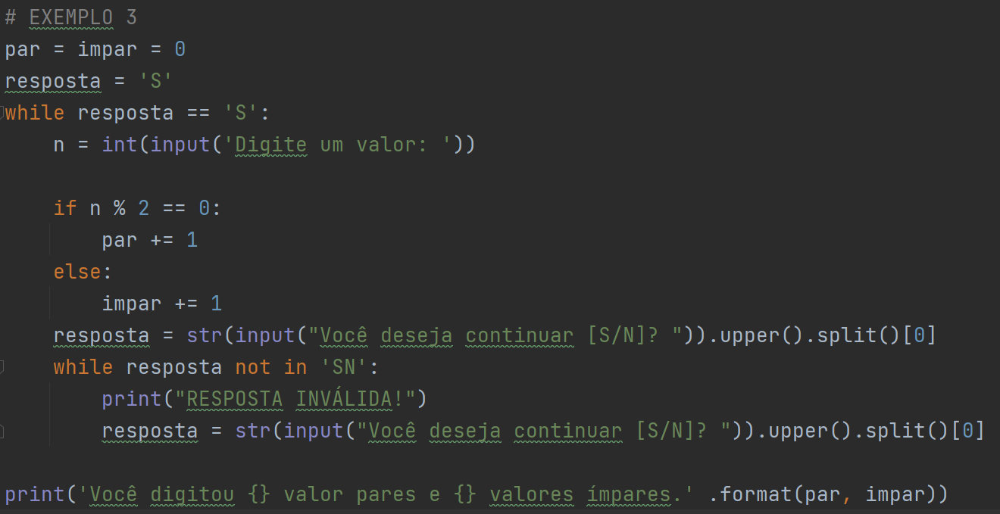 # EXEMPLO 3
par = impar = 0
resposta = 'S'
while resposta == 'S':
    n = int(input('Digite um valor: '))

    if n % 2 == 0:
        par += 1
    else:
        impar += 1
    resposta = str(input("Você deseja continuar [S/N]? ")).upper().split()[0]
    while resposta not in 'SN':
        print("RESPOSTA INVÁLIDA!")
        resposta = str(input("Você deseja continuar [S/N]? ")).upper().split()[0]

print('Você digitou {} valor pares e {} valores ímpares.' .format(par, impar))